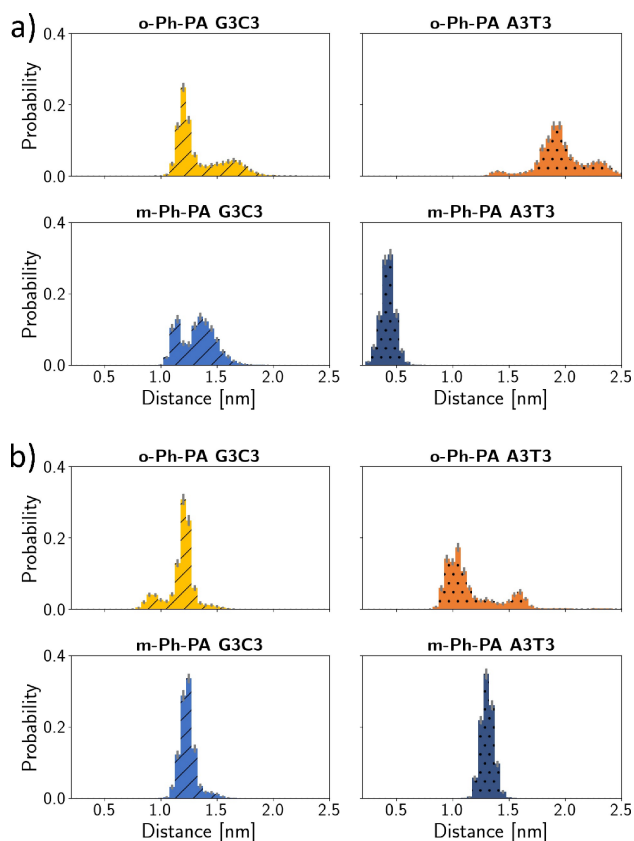 a)
o-Ph-PA G3C3 o-Ph-PA A3T3
0.4
0.2
0.0
Probability
m-Ph-PA G3C3 m-Ph-PA A3T3
0.4
0.2
0.0
Probability
0.5 1.0 1.5 2.0 2.5 0.5 1.0 1.5 2.0 2.5
Distance [nm] Distance [nm]
b)
o-Ph-PA G3C3 o-Ph-PA A3T3
0.4
0.2
0.0
Probability
m-Ph-PA G3C3 m-Ph-PA A3T3
0.4
0.2
0.0
Probability
0.5 1.0 1.5 2.0 2.5 0.5 1.0 1.5 2.0 2.5
Distance [nm] Distance [nm]